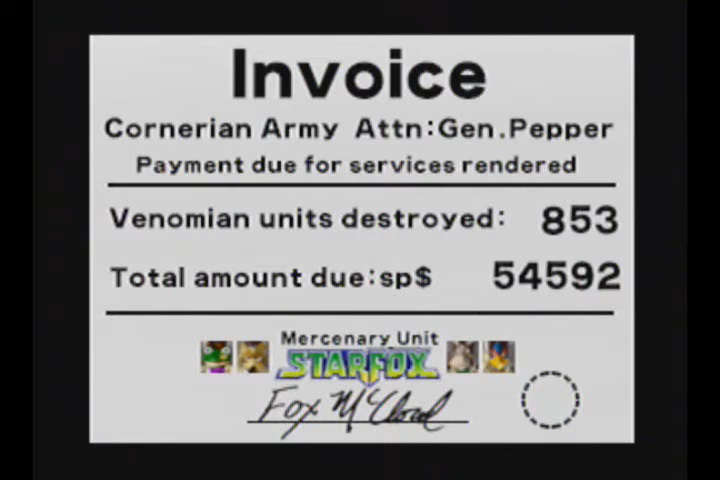 Invoice
Cornerian Army Attn:Gen.Pepper
Payment due for services rendered
Venomian units destroyed: 853
Total amount due:sp$ 54592
Mercenary Unit
STARFOX
Fox McCloud